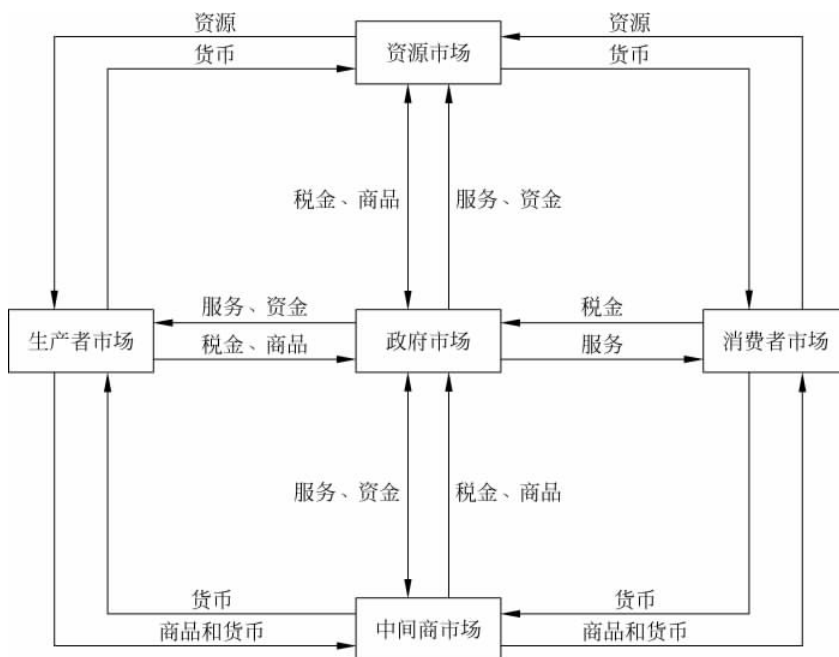 资源
资源
货币
资源市场
货币
税金、商品
服务、资金
服务、资金
税金
生产者市场
政府市场
消费者市场
税金、商品
服务
服务、资金
税金、商品
货币
货币
商品和货币
中间商市场
商品和货币